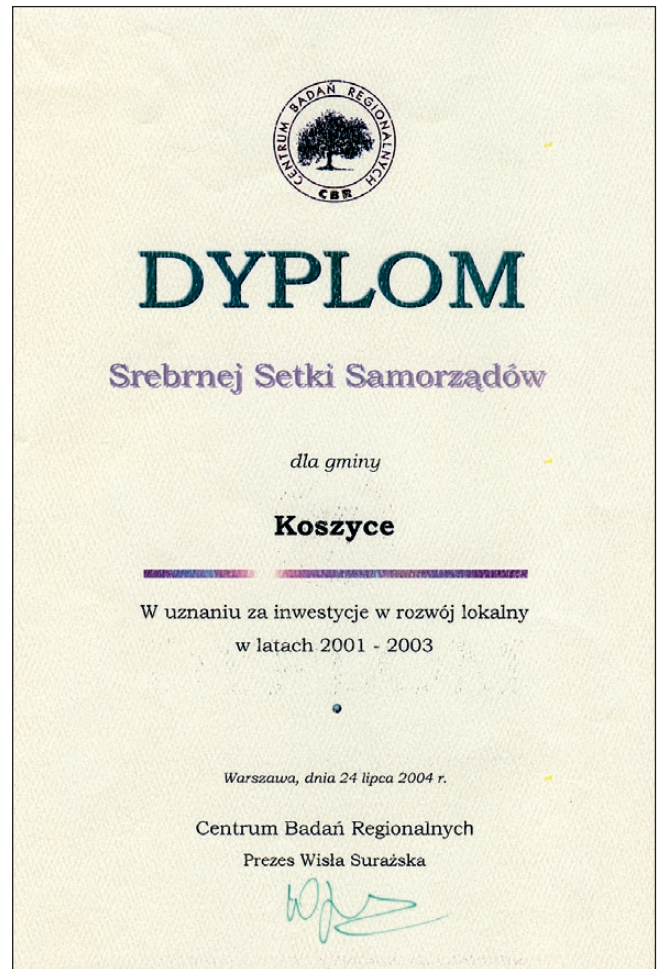 CENTRUM BADAŃ REGIONALNYCH
CBR
DYPLOM
Srebrnej Setki Samorządów
dla gminy
Koszyce
W uznaniu za inwestycje w rozwój lokalny
w latach 2001 - 2003
Warszawa, dnia 24 lipca 2004 r.
Centrum Badań Regionalnych
Prezes Wisła Surażska